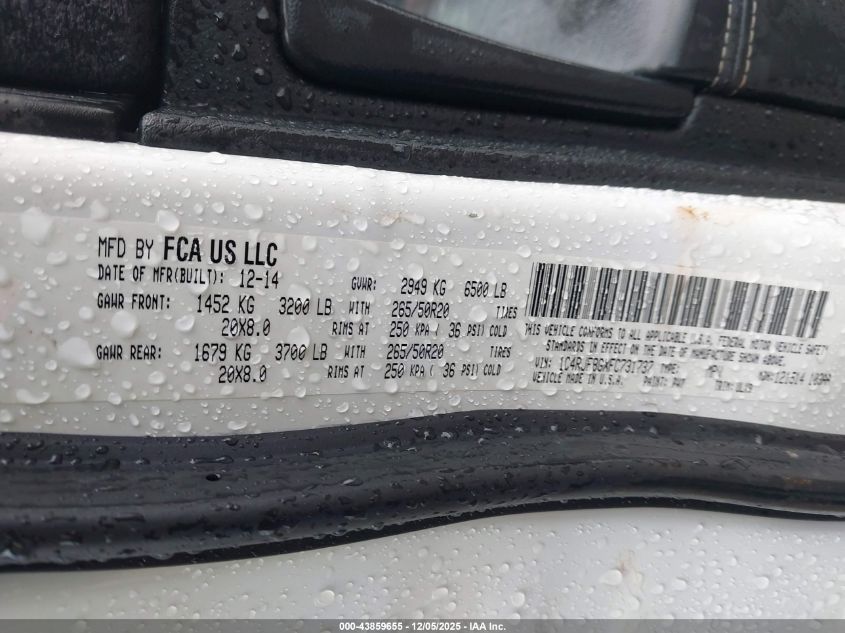 MFD BY FCA US LLC
DATE OF MFR(BUILT): 12-14 GVWR: 2949 KG 6500 LB
GAWR FRONT: 1452 KG 3200 LB WITH 265/50R20 TIRES
20X8.0 RIMS AT 250 KPA ( 36 PSI) COLD
GAWR REAR: 1679 KG 3700 LB WITH 265/50R20 TIRES
20X8.0 RIMS AT 250 KPA ( 36 PSI) COLD
THIS VEHICLE CONFORMS TO ALL APPLICABLE U.S.A. FEDERAL MOTOR VEHICLE SAFETY
STANDARDS IN EFFECT ON THE DATE OF MANUFACTURE SHOWN ABOVE.
VIN: TYPE: MPV
VEHICLE MADE IN U.S.A. PAINT: PW7 TRIM:
000-43859655 - 12/05/2025 - IAA Inc.